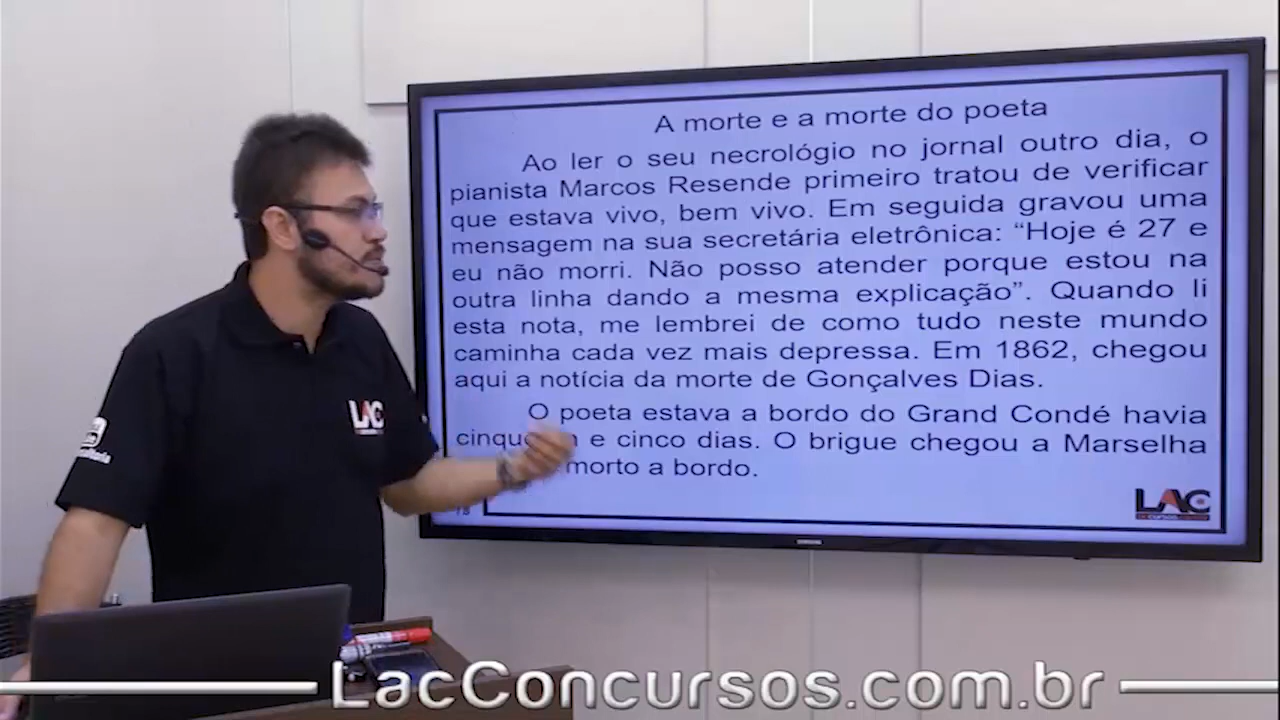 A morte e a morte do poeta
Ao ler o seu necrológio no jornal outro dia, o
pianista Marcos Resende primeiro tratou de verificar
que estava vivo, bem vivo. Em seguida gravou uma
mensagem na sua secretária eletrônica: “Hoje é 27 e
eu não morri. Não posso atender porque estou na
outra linha dando a mesma explicação”. Quando li
esta nota, me lembrei de como tudo neste mundo
caminha cada vez mais depressa. Em 1862, chegou
aqui a notícia da morte de Gonçalves Dias.
O poeta estava a bordo do Grand Condé havia
e cinco dias. O brigue chegou a Marselha
morto a bordo.
LAC
LAC
LacConcursos.com.br